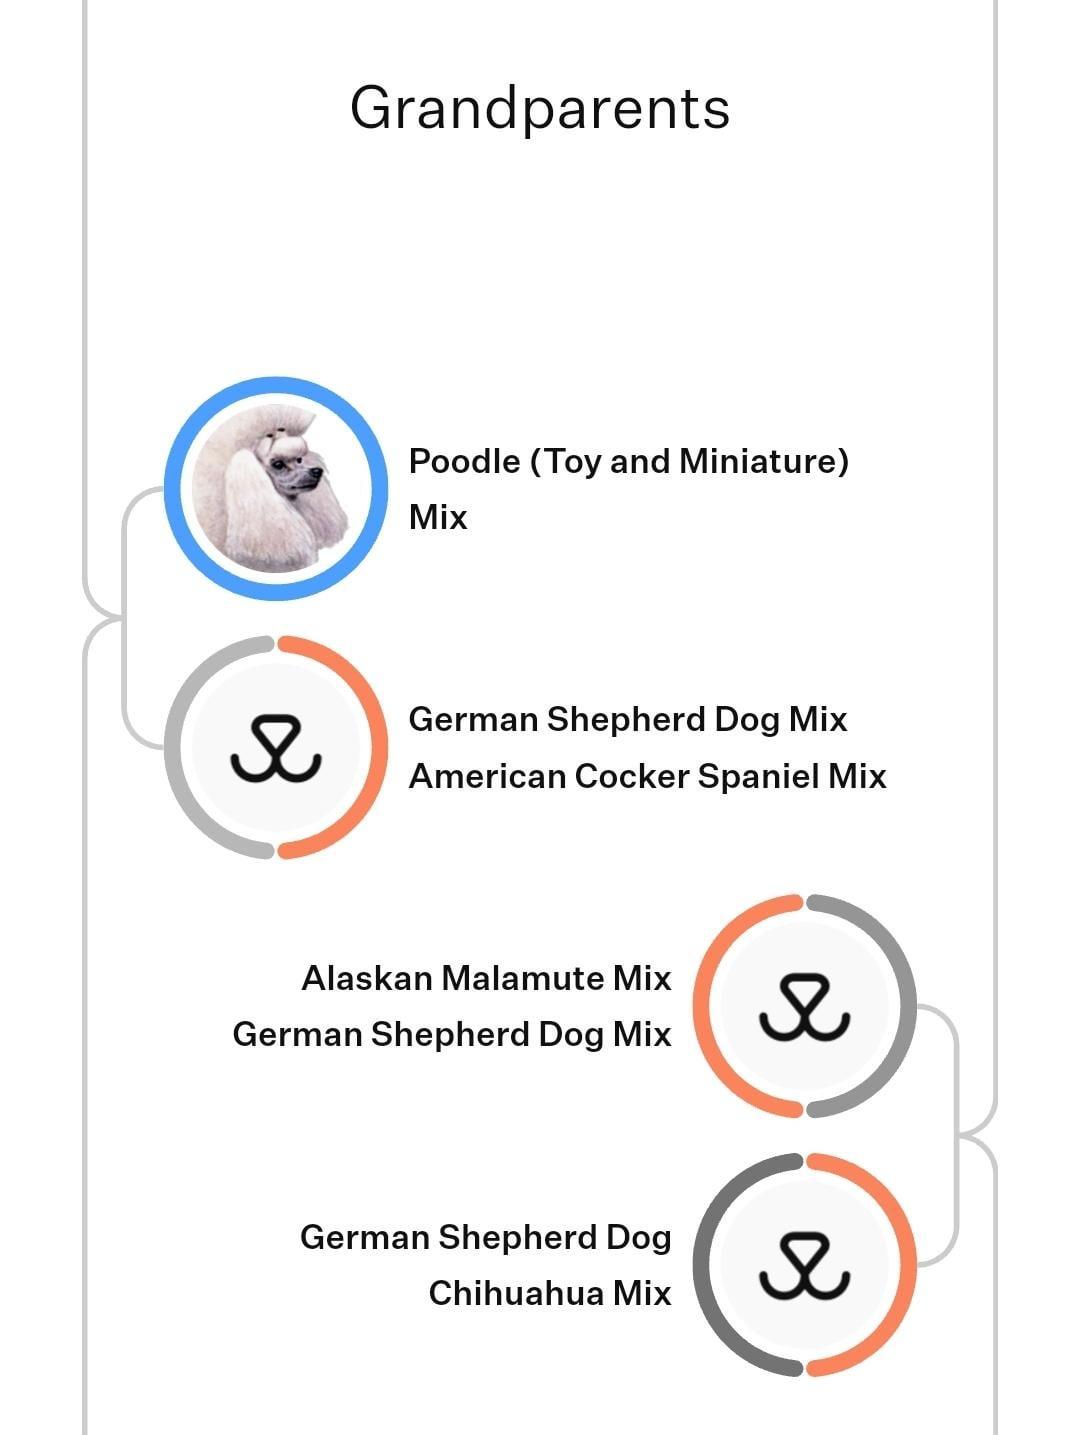 Grandparents
Poodle (Toy and Miniature)
Mix
German Shepherd Dog Mix
American Cocker Spaniel Mix
Alaskan Malamute Mix
German Shepherd Dog Mix
German Shepherd Dog
Chihuahua Mix